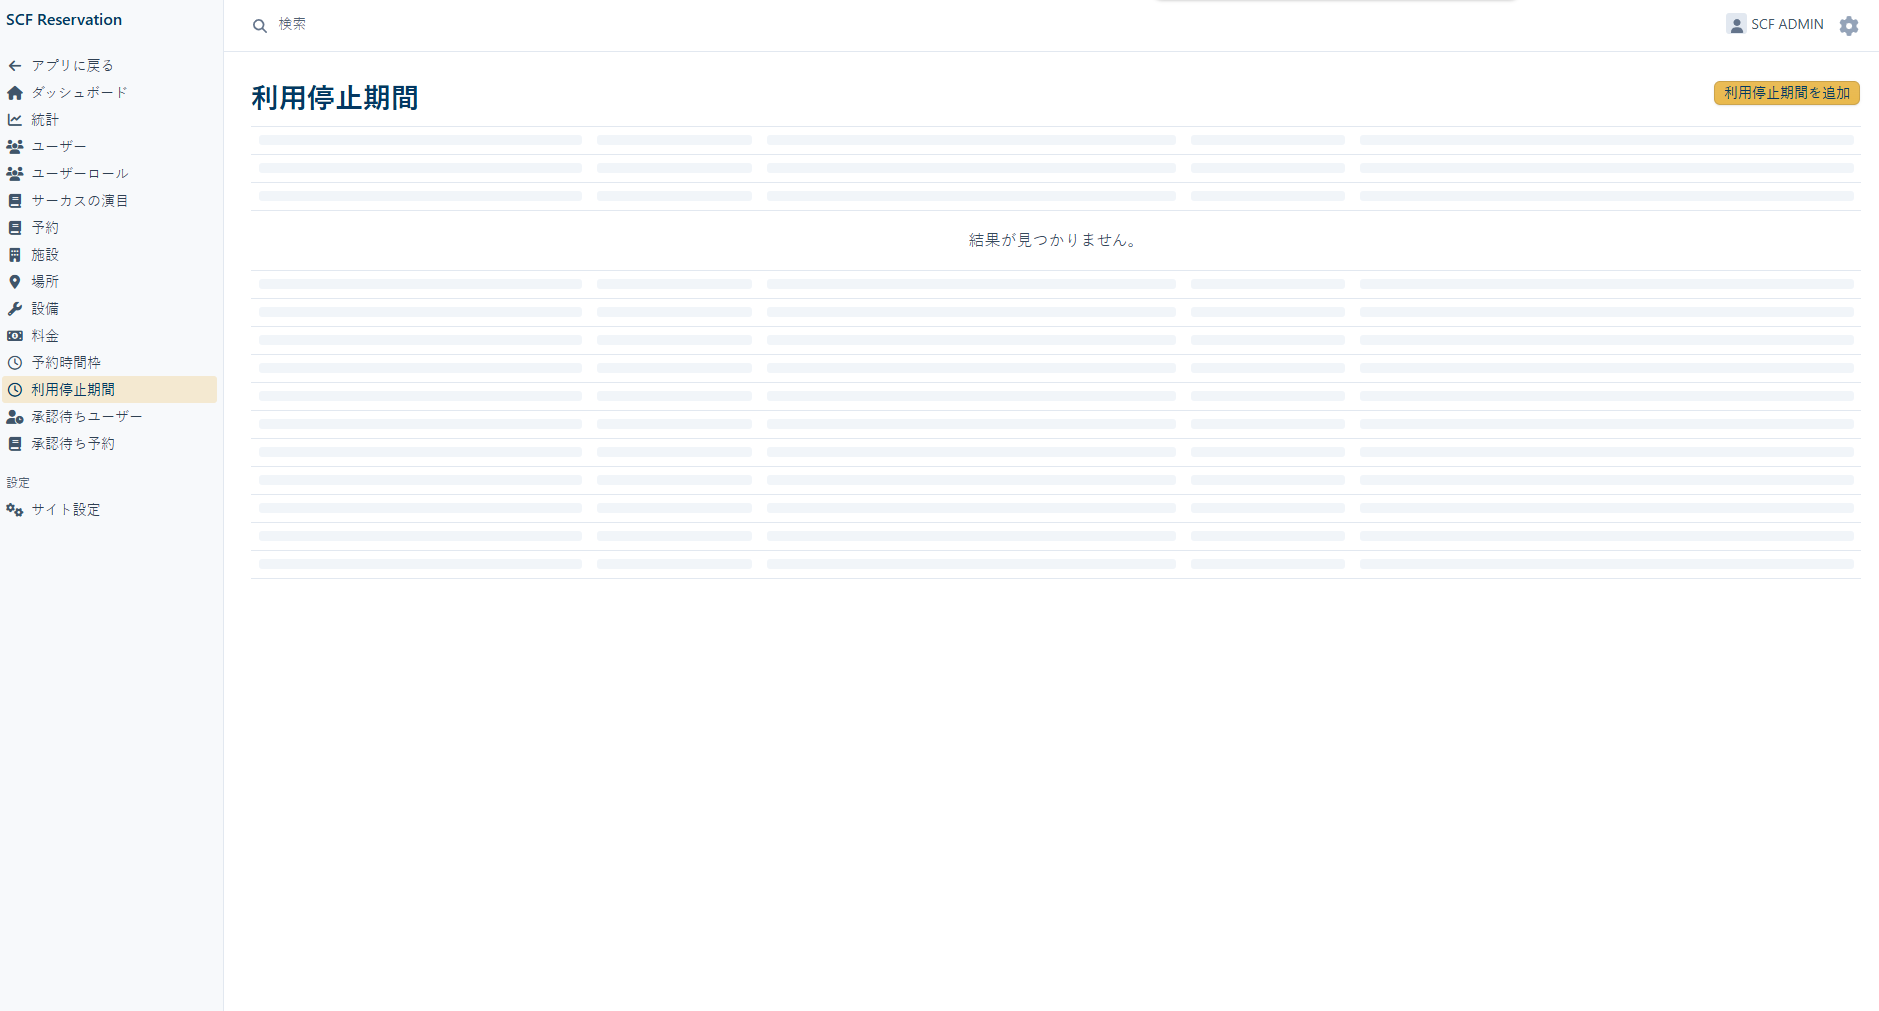 SCF Reservation
アプリに戻る
ダッシュボード
統計
ユーザー
ユーザーロール
サーカスの演目
予約
施設
場所
設備
料金
予約時間枠
利用停止期間
承認待ちユーザー
承認待ち予約
設定
サイト設定
検索
SCF ADMIN
利用停止期間
利用停止期間を追加
結果が見つかりません。